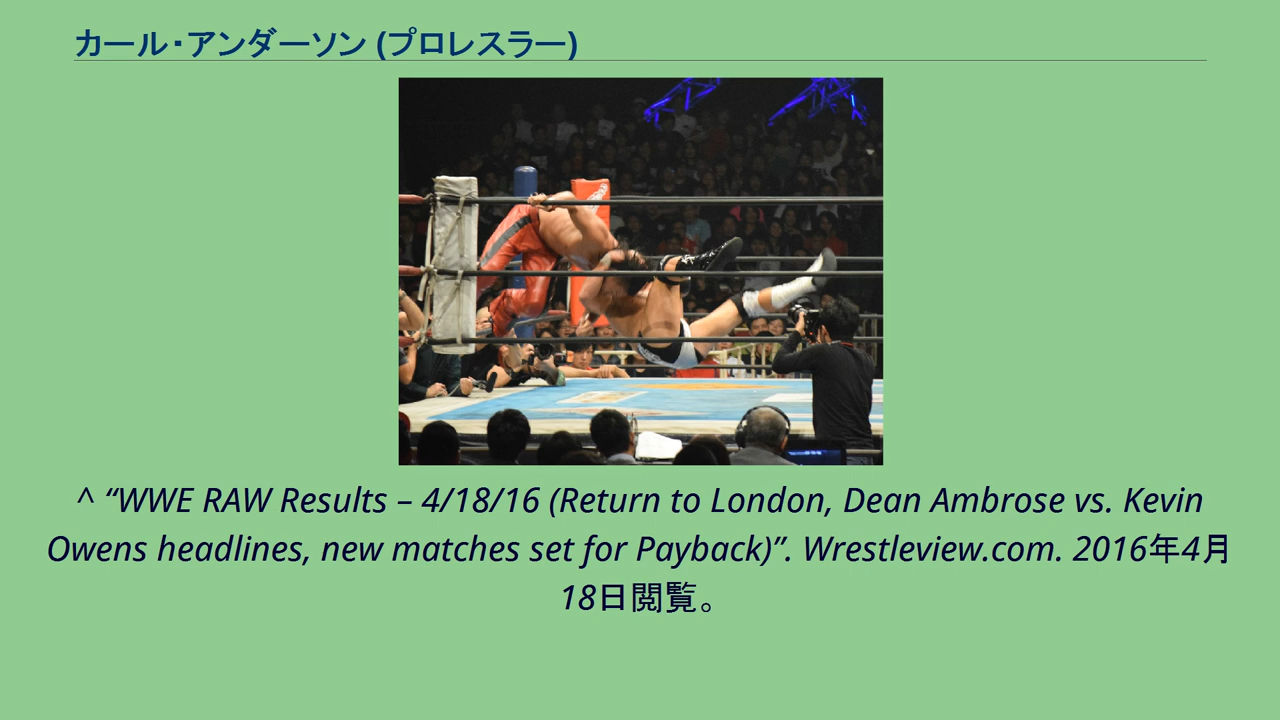 カール・アンダーソン (プロレスラー)
^ “WWE RAW Results – 4/18/16 (Return to London, Dean Ambrose vs. Kevin
Owens headlines, new matches set for Payback)”. Wrestleview.com. 2016年4月
18日閲覧。